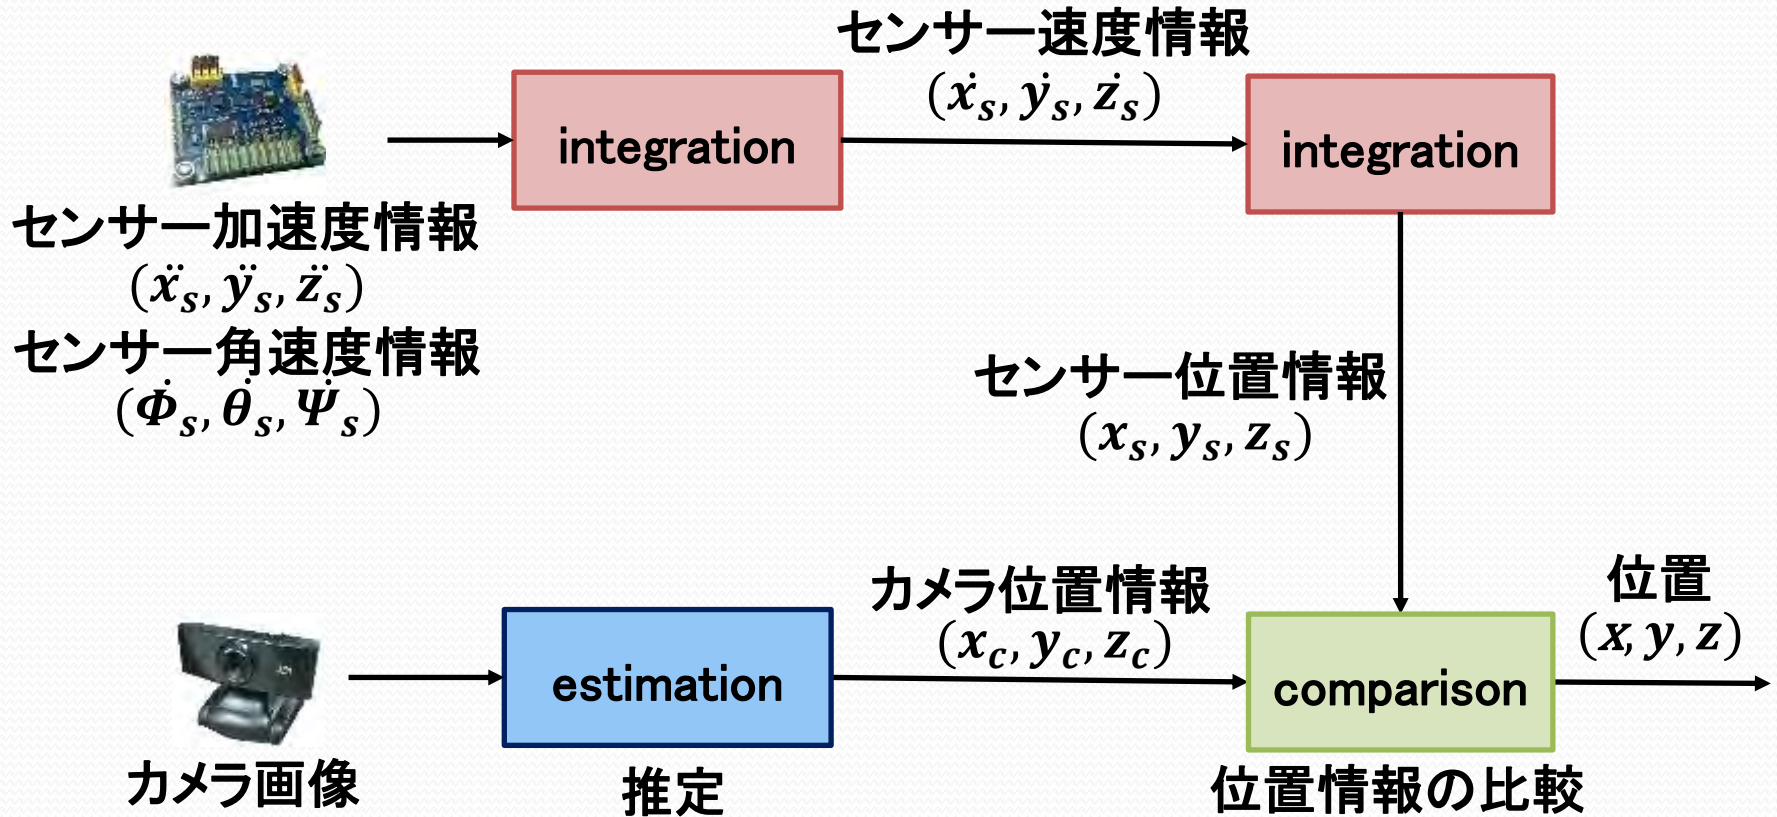 センサー速度情報
(ẋₛ, ẏₛ, żₛ)
integration
integration
センサー加速度情報
(ẍₛ, ÿₛ, z̈ₛ)
センサー角速度情報
(Φ̇ₛ, θ̇ₛ, Ψ̇ₛ)
センサー位置情報
(xₛ, yₛ, zₛ)
カメラ位置情報
(x_c, y_c, z_c)
位置
(x, y, z)
estimation
comparison
カメラ画像
推定
位置情報の比較